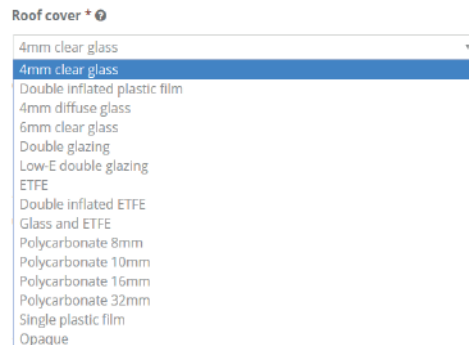 Roof cover *
4mm clear glass
4mm clear glass
Double inflated plastic film
4mm diffuse glass
6mm clear glass
Double glazing
Low-E double glazing
ETFE
Double inflated ETFE
Glass and ETFE
Polycarbonate 8mm
Polycarbonate 10mm
Polycarbonate 16mm
Polycarbonate 32mm
Single plastic film
Opaque